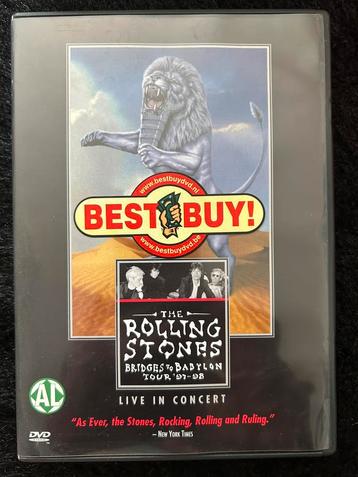 www.bestbuydvd.nl
BEST BUY!
www.bestbuydvd.be
THE
ROLLING
STONES
BRIDGES TO BABYLON
TOUR '97-98
LIVE IN CONCERT
AL
"As Ever, the Stones, Rocking, Rolling and Ruling."
– NEW YORK TIMES
DVD